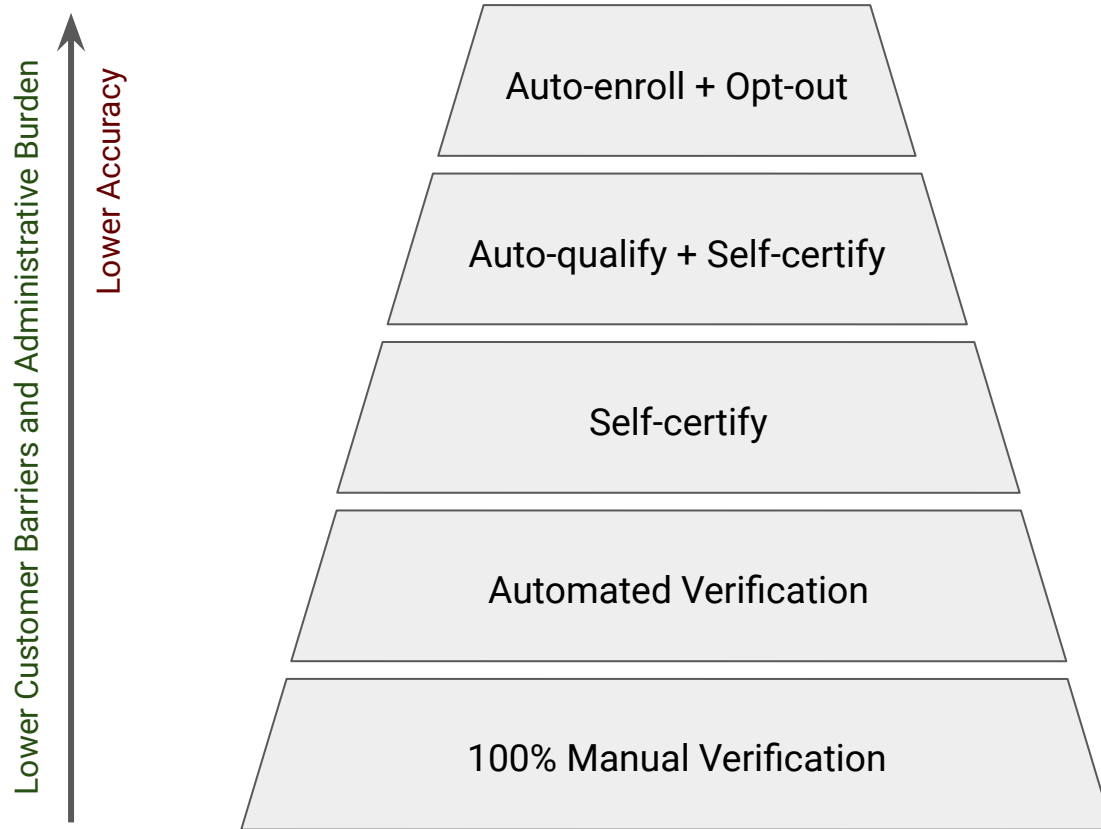 Lower Customer Barriers and Administrative Burden
Lower Accuracy
Auto-enroll + Opt-out
Auto-qualify + Self-certify
Self-certify
Automated Verification
100% Manual Verification